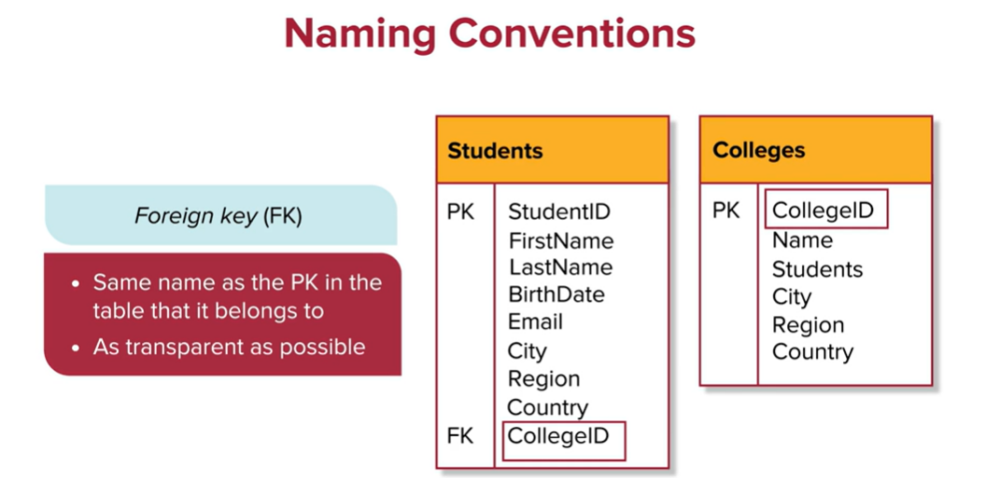 Naming Conventions
Foreign key (FK)
• Same name as the PK in the
table that it belongs to
• As transparent as possible
Students
PK StudentID
FirstName
LastName
BirthDate
Email
City
Region
Country
FK CollegeID
Colleges
PK CollegeID
Name
Students
City
Region
Country